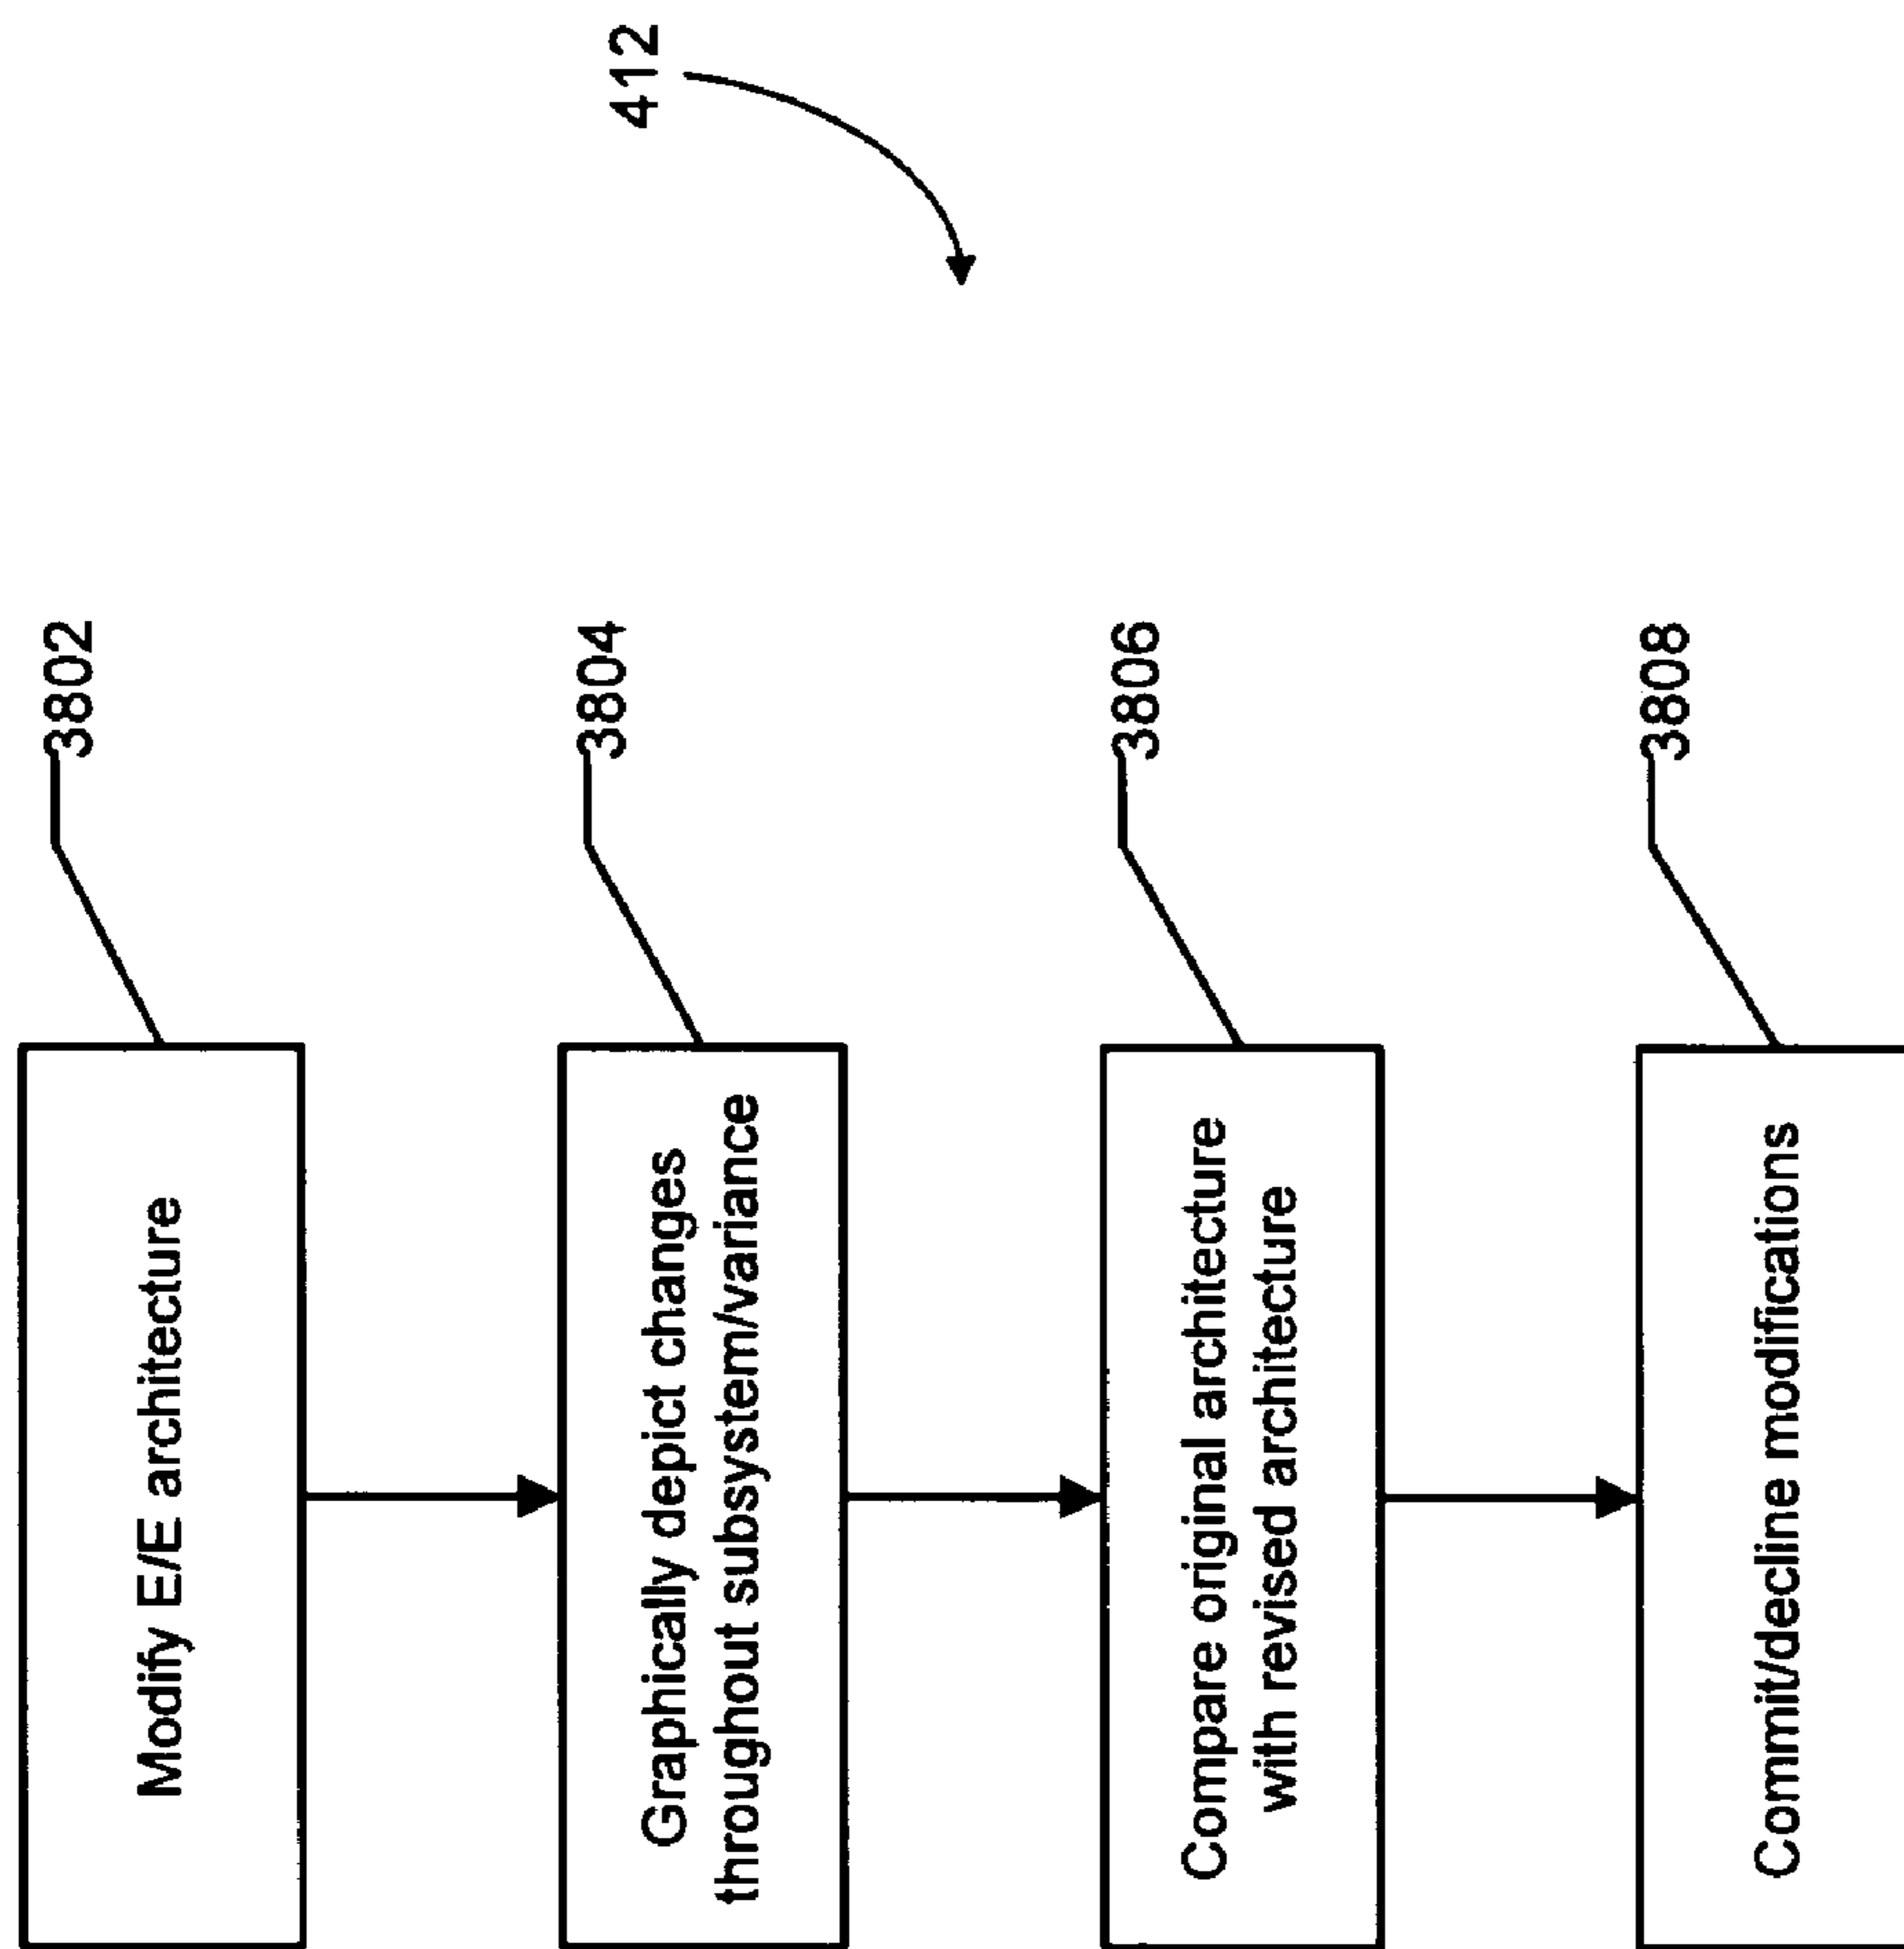 412
3802
Modify E/E architecture
3804
Graphically depict changes
throughout subsystem/variance
3806
Compare original architecture
with revised architecture
3808
Commit/decline modifications